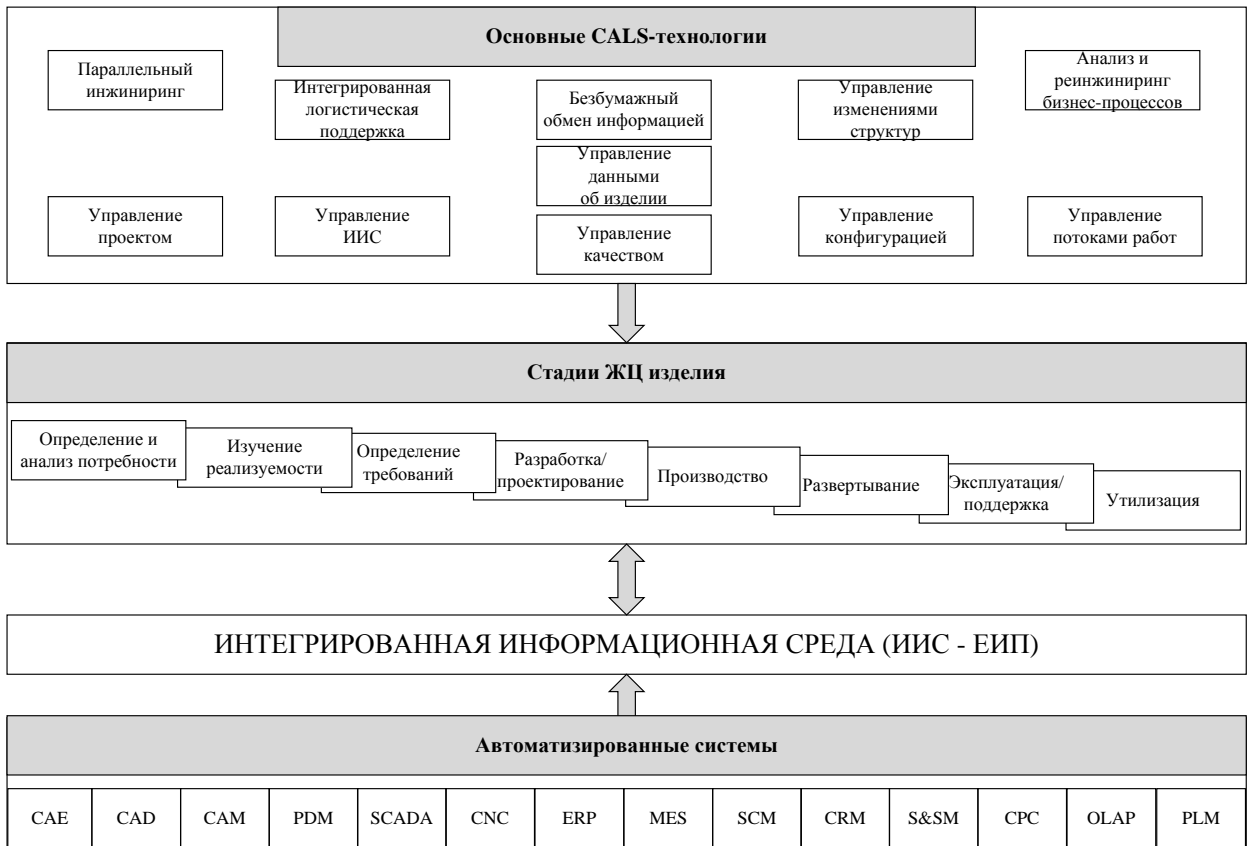 Основные CALS-технологии
Параллельный
инжиниринг
Интегрированная
логистическая
поддержка
Безбумажный
обмен информацией
Управление
изменениями
структур
Анализ и
реинжиниринг
бизнес-процессов
Управление
данными
об изделии
Управление
проектом
Управление
ИИС
Управление
качеством
Управление
конфигурацией
Управление
потоками работ
Стадии ЖЦ изделия
Определение и
анализ потребности
Изучение
реализуемости
Определение
требований
Разработка/
проектирование
Производство
Развертывание
Эксплуатация/
поддержка
Утилизация
ИНТЕГРИРОВАННАЯ ИНФОРМАЦИОННАЯ СРЕДА (ИИС - ЕИП)
Автоматизированные системы
CAE CAD CAM PDM SCADA CNC ERP MES SCM CRM S&SM CPC OLAP PLM